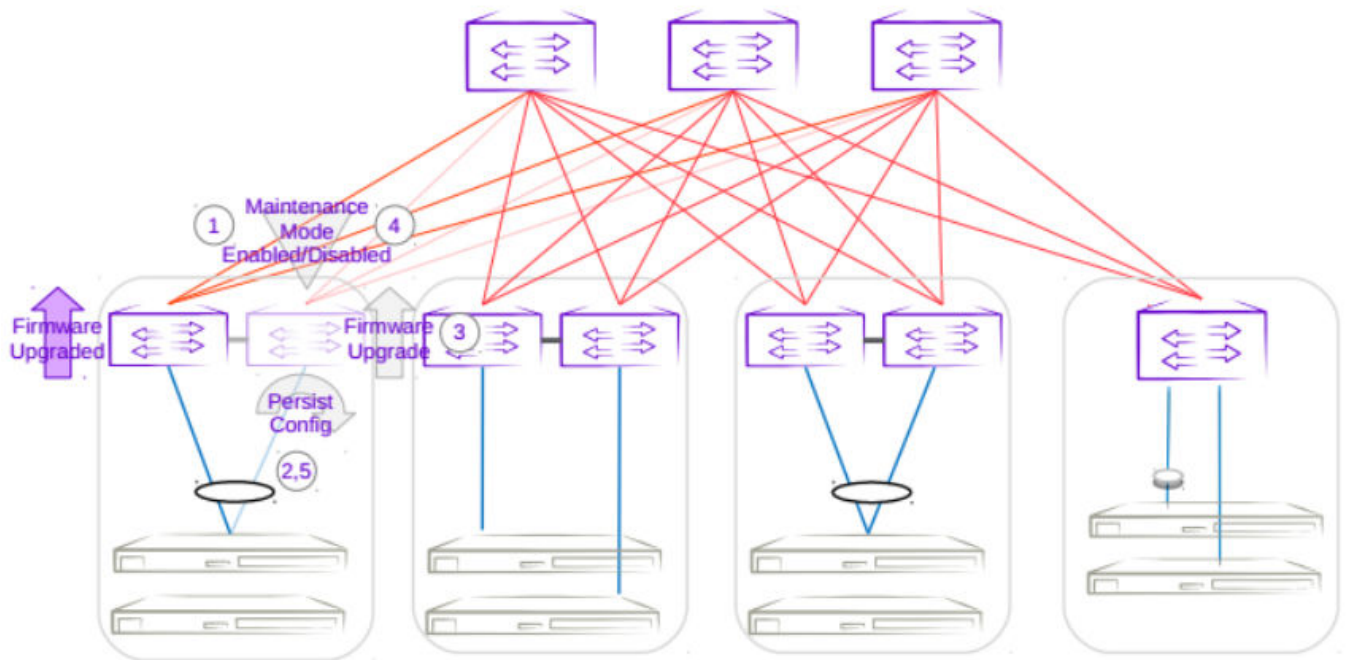 1
Maintenance
Mode
Enabled/Disabled
4
Firmware
Upgraded
Firmware
Upgrade
3
Persist
Config
2,5